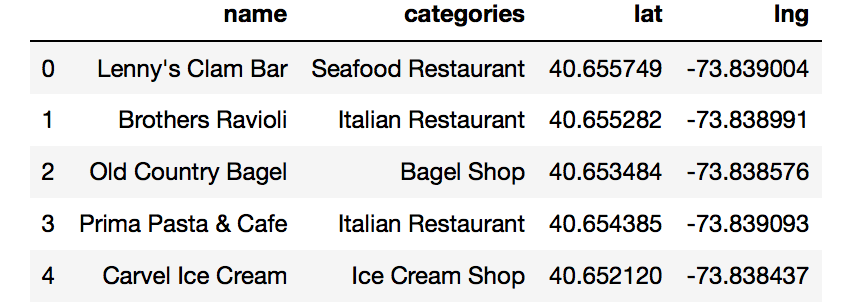 name categories lat lng
0 Lenny's Clam Bar Seafood Restaurant 40.655749 -73.839004
1 Brothers Ravioli Italian Restaurant 40.655282 -73.838991
2 Old Country Bagel Bagel Shop 40.653484 -73.838576
3 Prima Pasta & Cafe Italian Restaurant 40.654385 -73.839093
4 Carvel Ice Cream Ice Cream Shop 40.652120 -73.838437